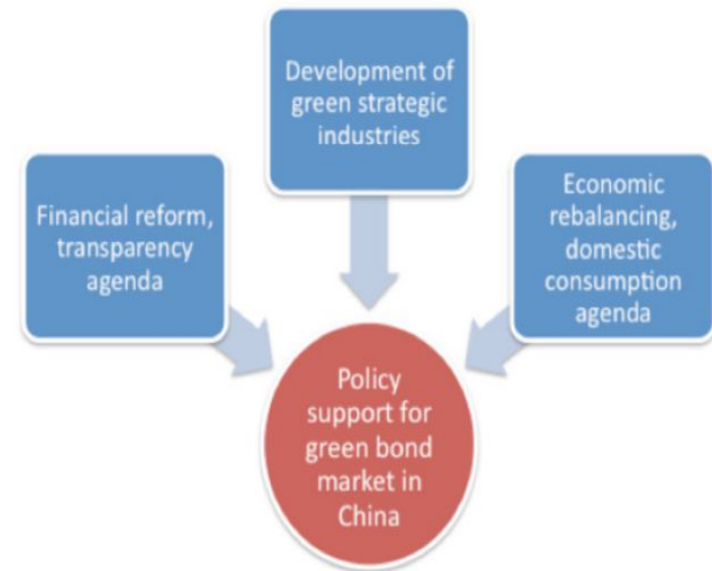 Development of
green strategic
industries
Financial reform,
transparency
agenda
Economic
rebalancing,
domestic
consumption
agenda
Policy
support for
green bond
market in
China